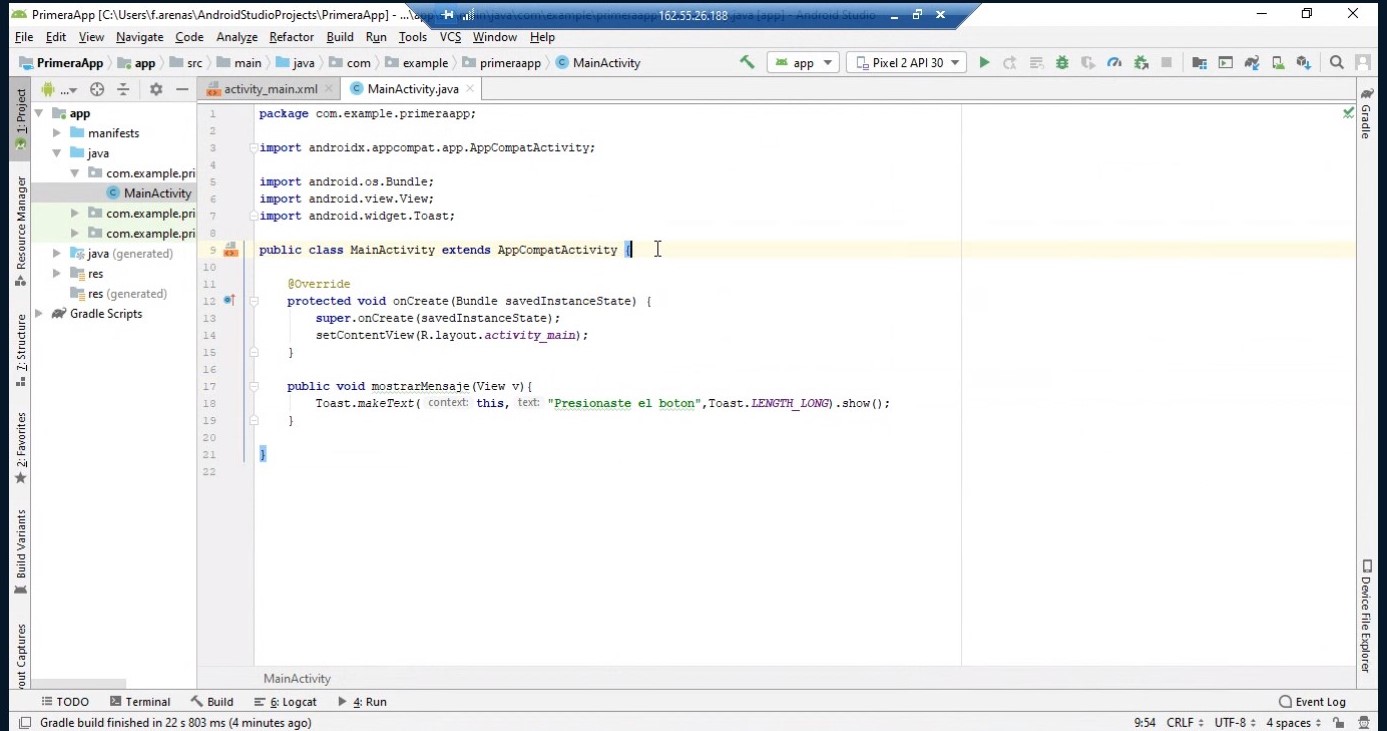 PrimeraApp [C:\Users\f.arenas\AndroidStudioProjects\PrimeraApp] - ...\app\
162.55.26.188
File Edit View Navigate Code Analyze Refactor Build Run Tools VCS Window Help
PrimeraApp app src main java com example primeraapp MainActivity app Pixel 2 API 30
1: Project
Resource Manager
7: Structure
2: Favorites
Build Variants
out Captures
...
app
manifests
java
com.example.pri
MainActivity
com.example.pri
com.example.pri
java (generated)
res
res (generated)
Gradle Scripts
activity_main.xml MainActivity.java
1 package com.example.primeraapp;
2
3 import androidx.appcompat.app.AppCompatActivity;
4
5 import android.os.Bundle;
6 import android.view.View;
7 import android.widget.Toast;
8
9 public class MainActivity extends AppCompatActivity {
10
11 @Override
12 protected void onCreate(Bundle savedInstanceState) {
13 super.onCreate(savedInstanceState);
14 setContentView(R.layout.activity_main);
15 }
16
17 public void mostrarMensaje(View v){
18 Toast.makeText( context: this, text: "Presionaste el boton",Toast.LENGTH_LONG).show();
19 }
20
21 }
22
MainActivity
Gradle
Device File Explorer
TODO Terminal Build 6: Logcat 4: Run Event Log
Gradle build finished in 22 s 803 ms (4 minutes ago) 9:54 CRLF UTF-8 4 spaces